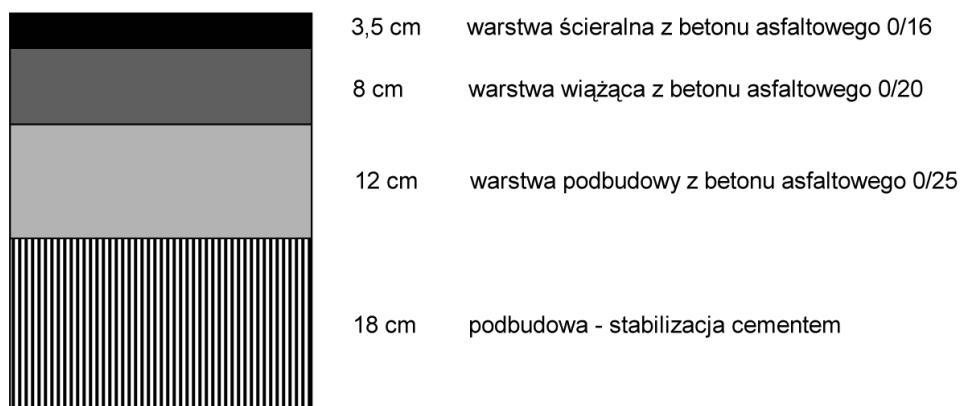 3,5 cm warstwa ścieralna z betonu asfaltowego 0/16
8 cm warstwa wiążąca z betonu asfaltowego 0/20
12 cm warstwa podbudowy z betonu asfaltowego 0/25
18 cm podbudowa - stabilizacja cementem